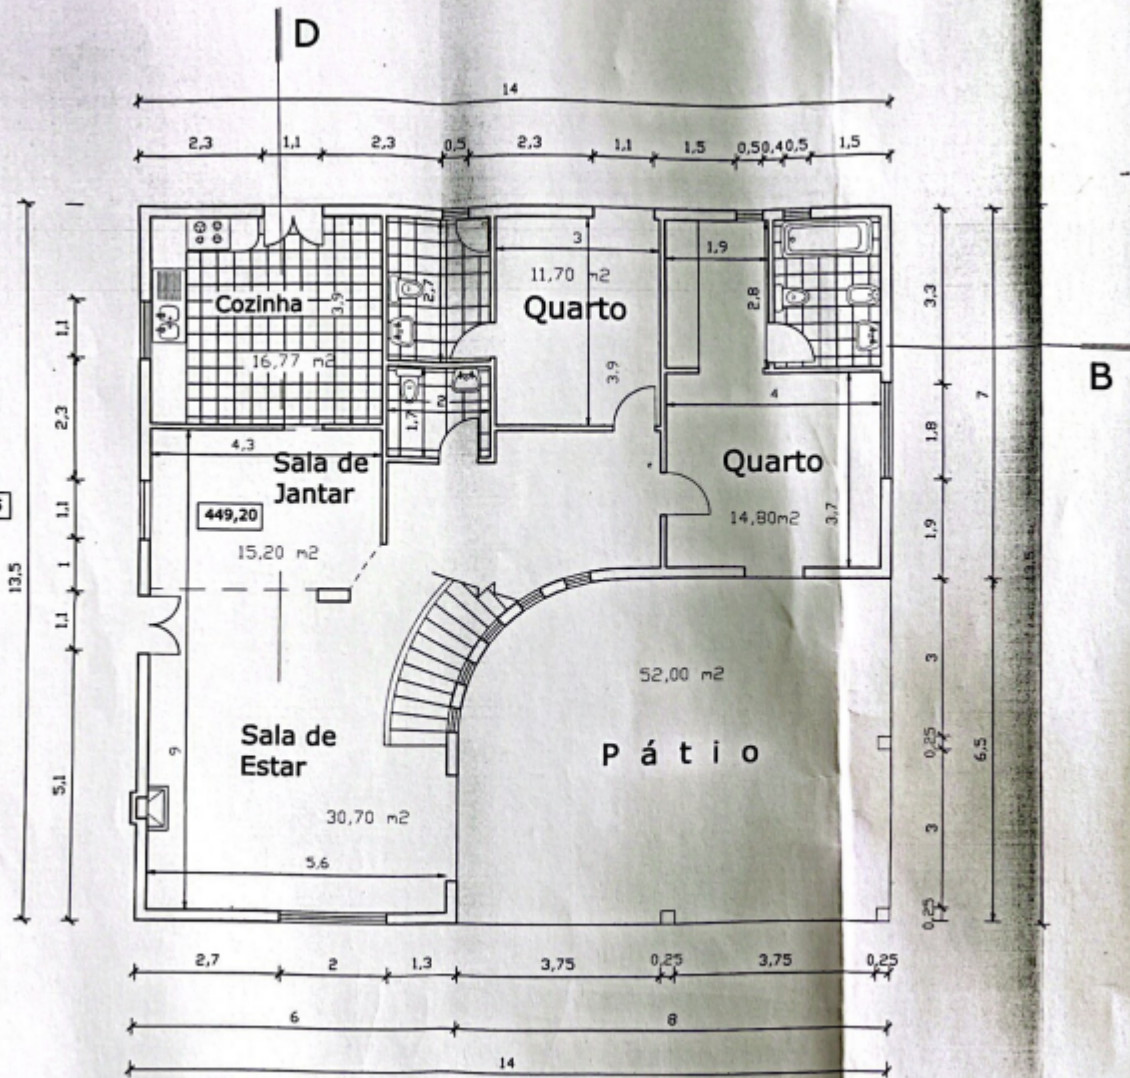 D
14
2,3 1,1 2,3 0,5 2,3 1,1 1,5 0,5 0,4 0,5 1,5
Cozinha
3,9
16,77 m2
2,7
3
11,70 m2
Quarto
3,9
1,9
2,8
B
1,7
2
4,3
Sala de
Jantar
449,20
15,20 m2
4
Quarto
14,80m2
3,7
52,00 m2
P á t i o
Sala de
Estar
9
30,70 m2
5,6
13,5
1,1
2,3
1,1
1
1,1
5,1
3,3
1,8
1,9
3
0,25
3
0,25
7
6,5
2,7 2 1,3 3,75 0,25 3,75 0,25
6 8
14